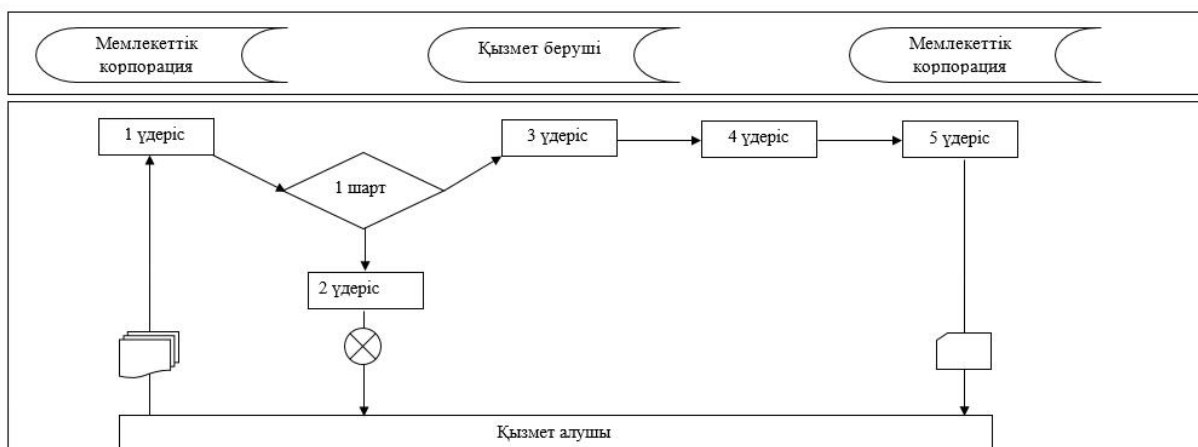 Мемлекеттік
корпорация
Қызмет беруші
Мемлекеттік
корпорация
1 үдеріс
3 үдеріс
4 үдеріс
5 үдеріс
1 шарт
2 үдеріс
Қызмет алушы